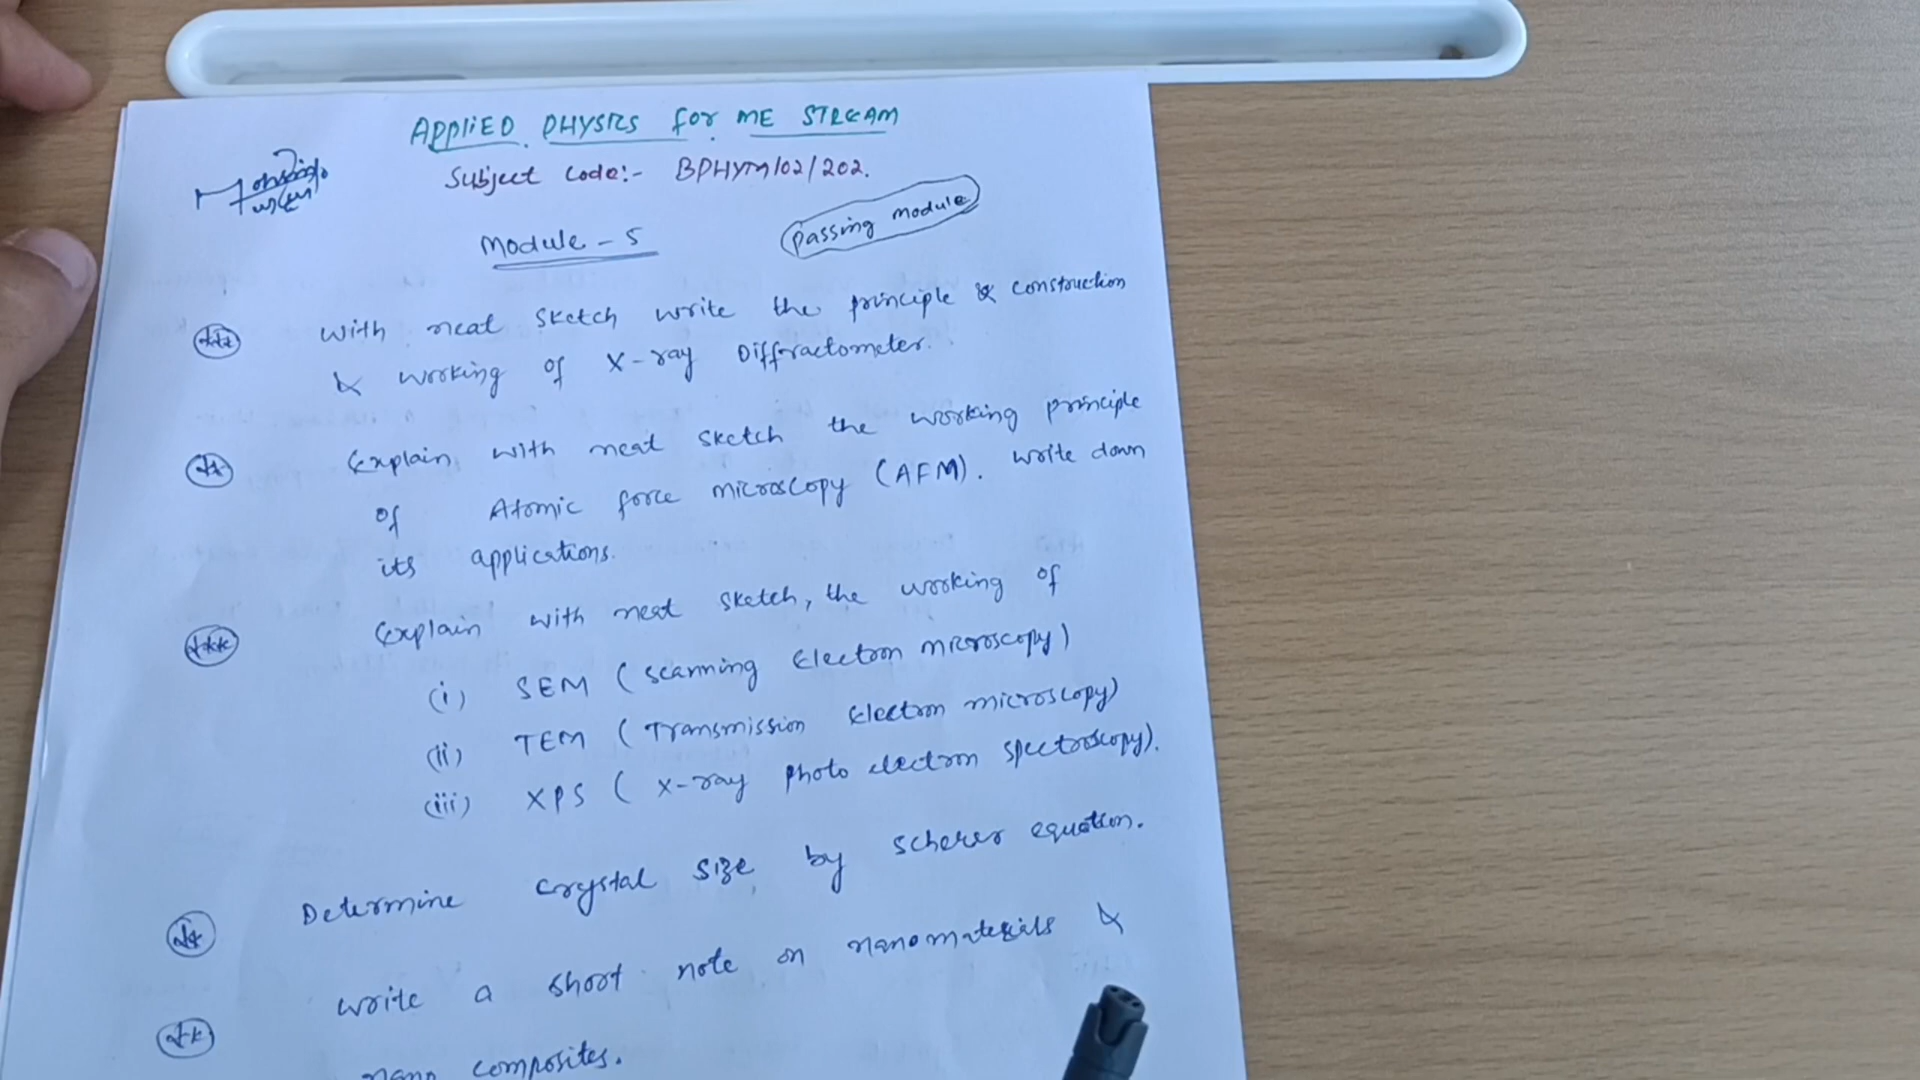 APPLIED PHYSICS for ME STREAM
Subject Code:- BPHYM102/202.
Module - 5
passing module
With neat sketch write the principle & construction
& working of X-ray Diffractometer.
Explain with neat sketch the working principle
of Atomic force microscopy (AFM). Write down
its applications.
Explain with neat sketch, the working of
(i) SEM (scanning Electron microscopy)
(ii) TEM (Transmission Electron microscopy)
(iii) XPS (X-ray photo electron spectroscopy).
Determine crystal size by scherer equation.
write a short note on nanomaterials &
nano composites.